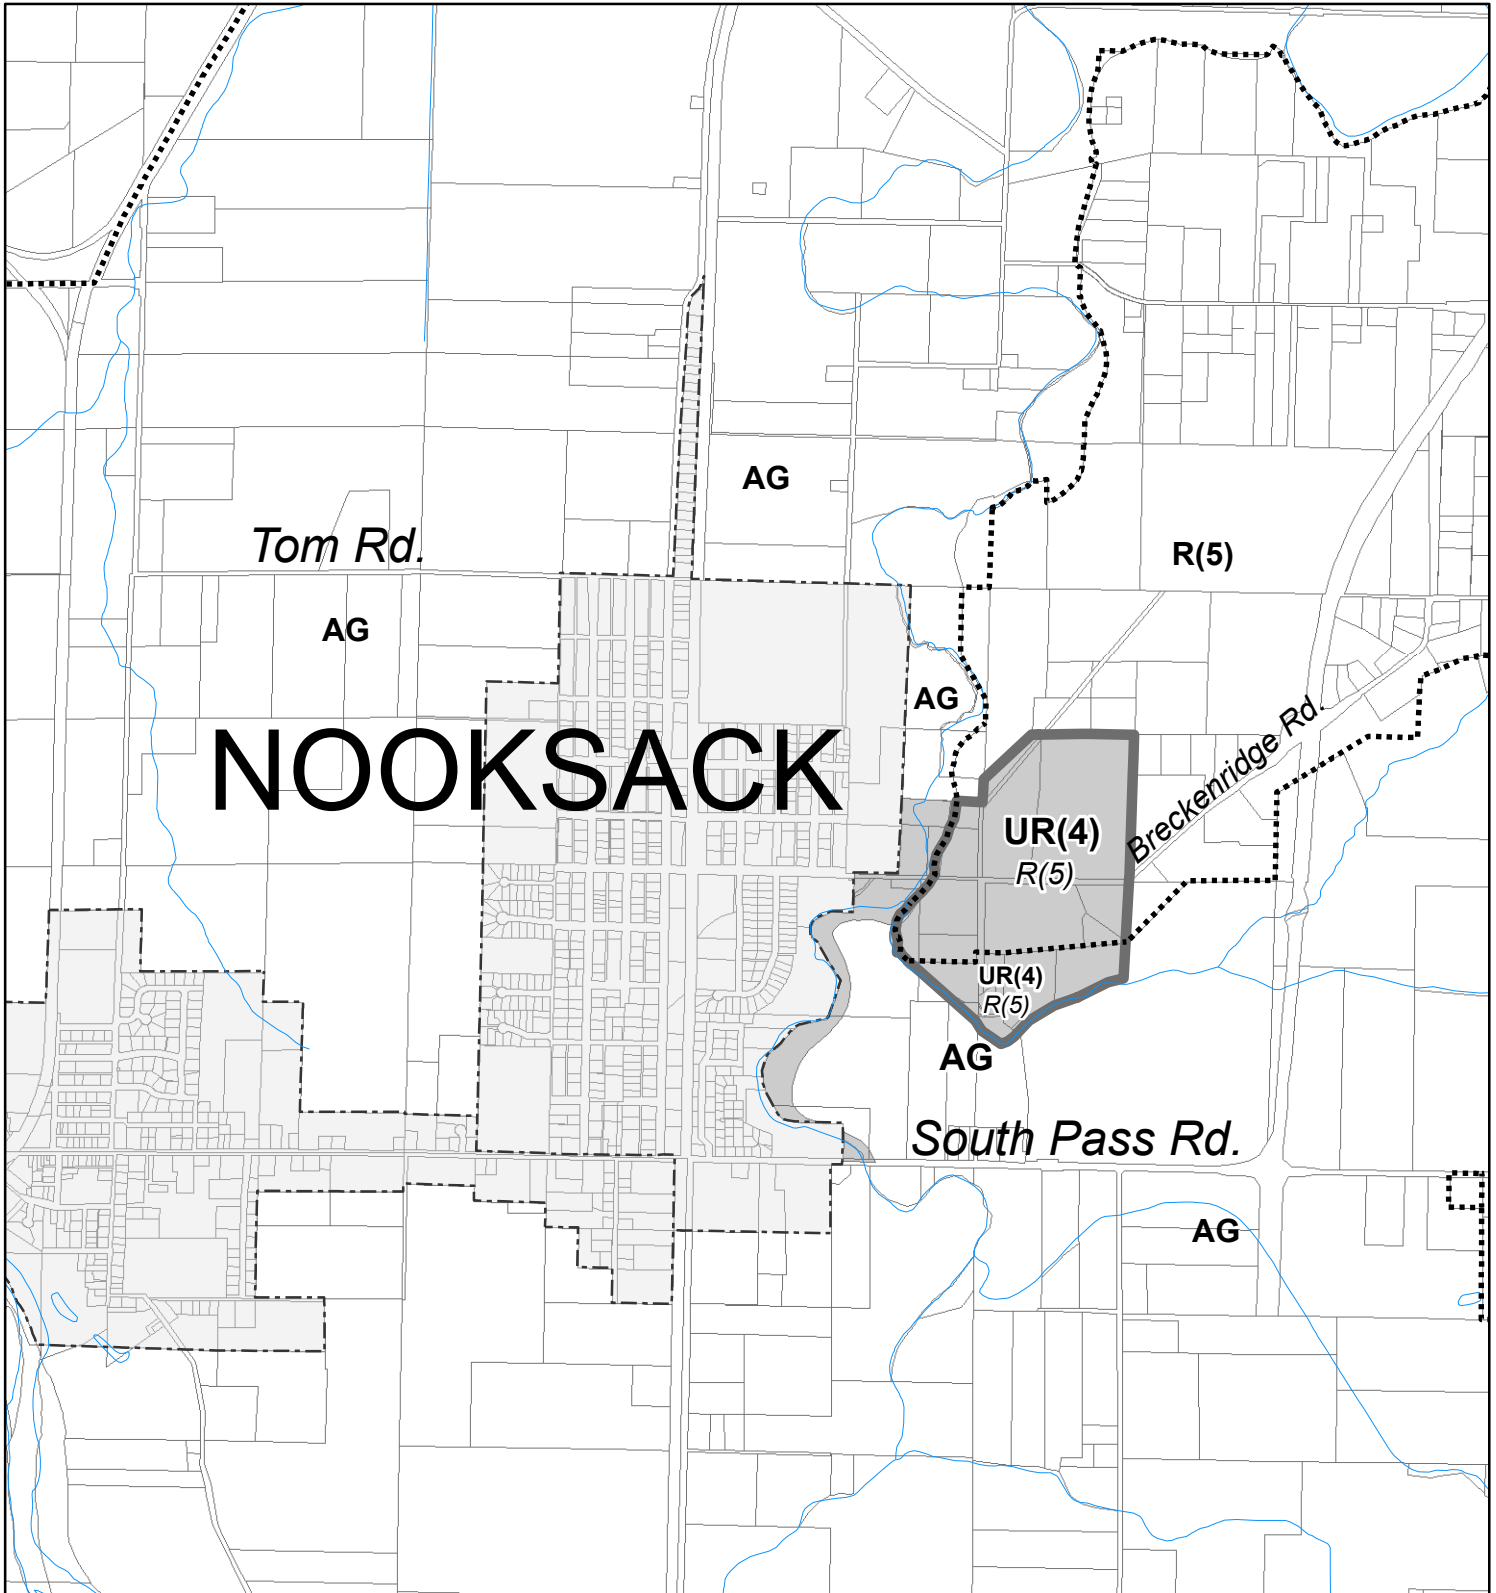 AG
Tom Rd.
R(5)
AG
AG
NOOKSACK
Breckenridge Rd.
UR(4)
R(5)
UR(4)
R(5)
AG
South Pass Rd.
AG